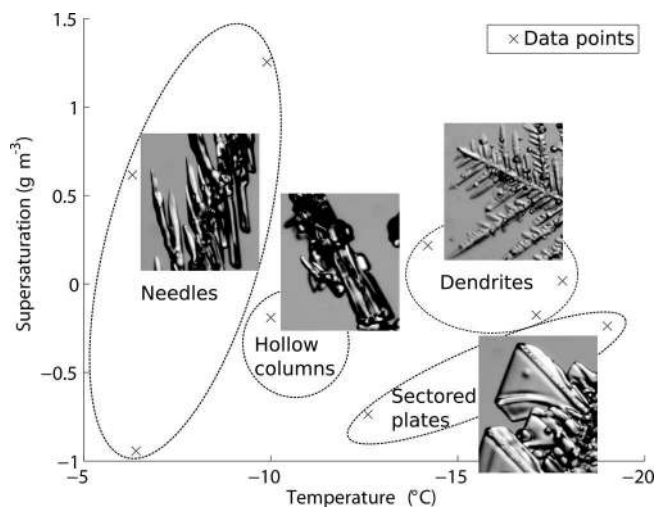 1.5
1
0.5
0
−0.5
−1
Supersaturation (g m⁻³)
× Data points
Needles
Hollow
columns
Dendrites
Sectored
plates
−5
−10
−15
−20
Temperature (°C)